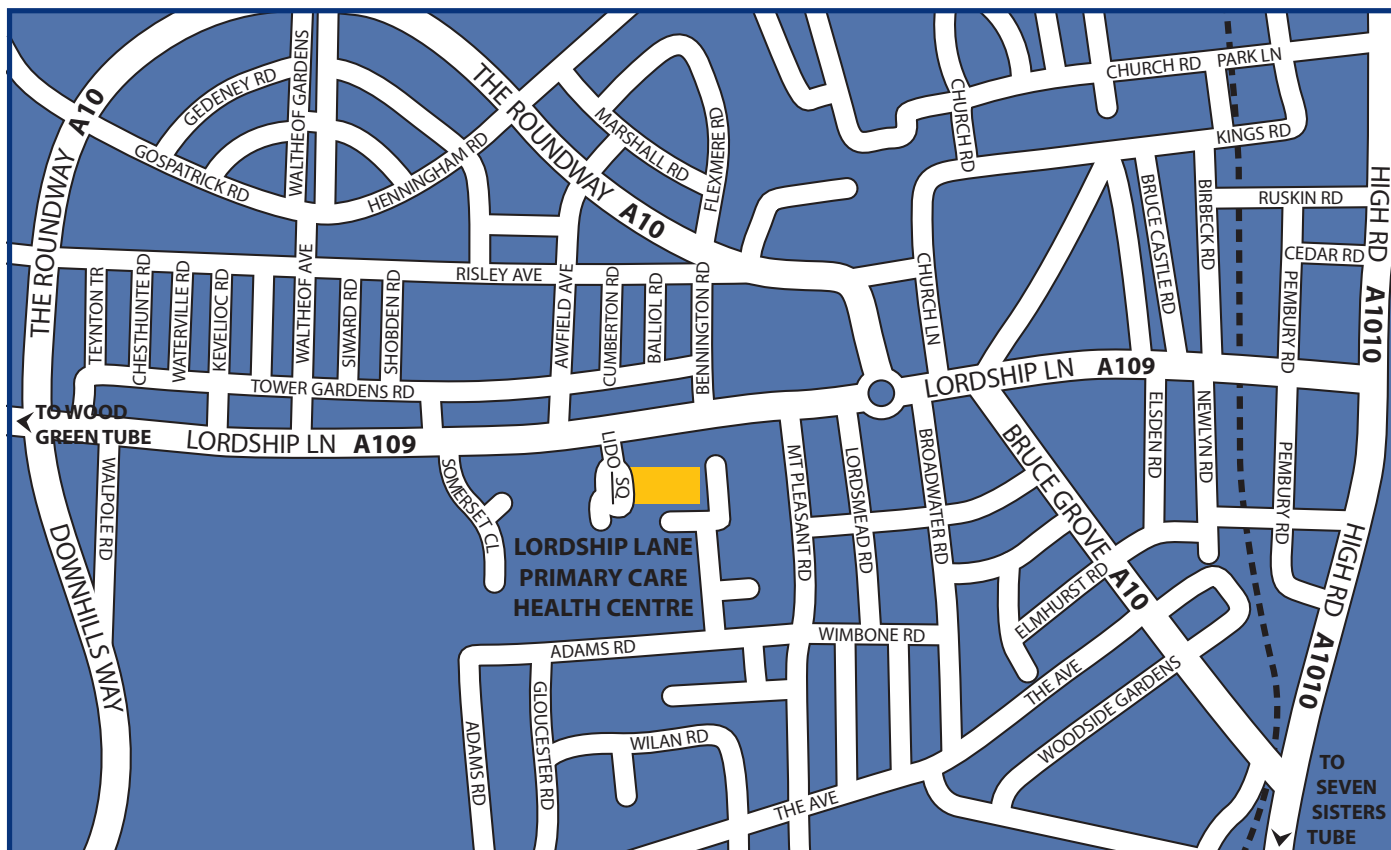 GEDENEY RD
WALTHEOF GARDENS
THE ROUNDWAY A10
GOSPATRICK RD
HENNINGHAM RD
THE ROUNDWAY A10
MARSHALL RD
FLEXMERE RD
CHURCH RD
CHURCH RD
PARK LN
KINGS RD
HIGH RD A1010
RUSKIN RD
CEDAR RD
BRUCE CASTLE RD
BIRBECK RD
PEMBURY RD
RISLEY AVE
TEYNTON TR
CHESTHUNTE RD
WATERVILLE RD
KEVELIOC RD
WALTHEOF AVE
SIWARD RD
SHOBDEN RD
AWFIELD AVE
CUMBERTON RD
BALLIOL RD
BENNINGTON RD
CHURCH LN
TOWER GARDENS RD
LORDSHIP LN A109
TO WOOD
GREEN TUBE
LORDSHIP LN A109
WALPOLE RD
DOWNHILLS WAY
SOMERSET CL
LIDO SQ
LORDSHIP LANE
PRIMARY CARE
HEALTH CENTRE
MT PLEASANT RD
LORDSMEAD RD
BROADWATER RD
BRUCE GROVE A10
ELSDEN RD
NEWLYN RD
PEMBURY RD
HIGH RD A1010
ELMHURST RD
ADAMS RD
WIMBONE RD
ADAMS RD
GLOUCESTER RD
WILAN RD
THE AVE
THE AVE
WOODSIDE GARDENS
TO
SEVEN
SISTERS
TUBE